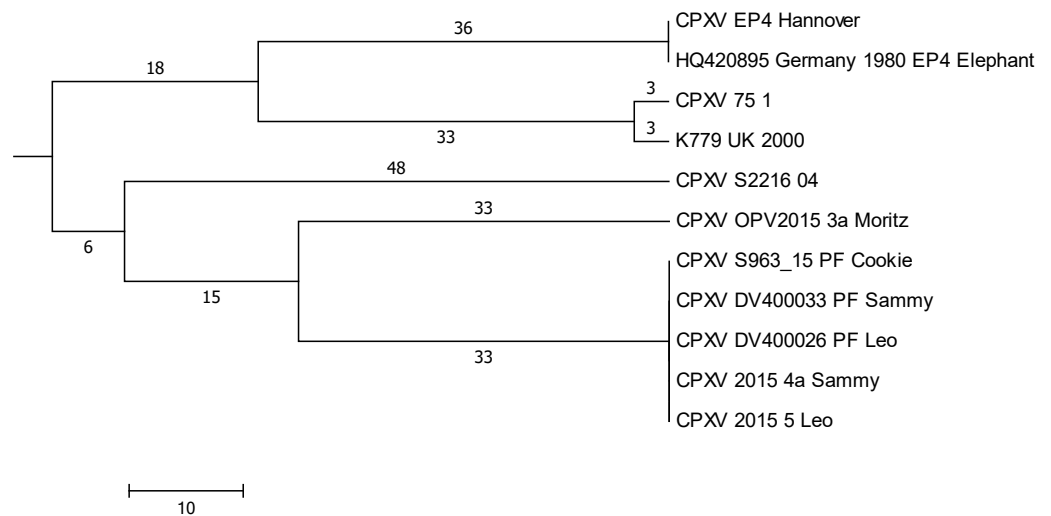 36
CPXV EP4 Hannover
HQ420895 Germany 1980 EP4 Elephant
18
3
CPXV 75 1
33
3
K779 UK 2000
48
CPXV S2216 04
33
CPXV OPV2015 3a Moritz
6
CPXV S963_15 PF Cookie
15
CPXV DV400033 PF Sammy
CPXV DV400026 PF Leo
33
CPXV 2015 4a Sammy
CPXV 2015 5 Leo
10